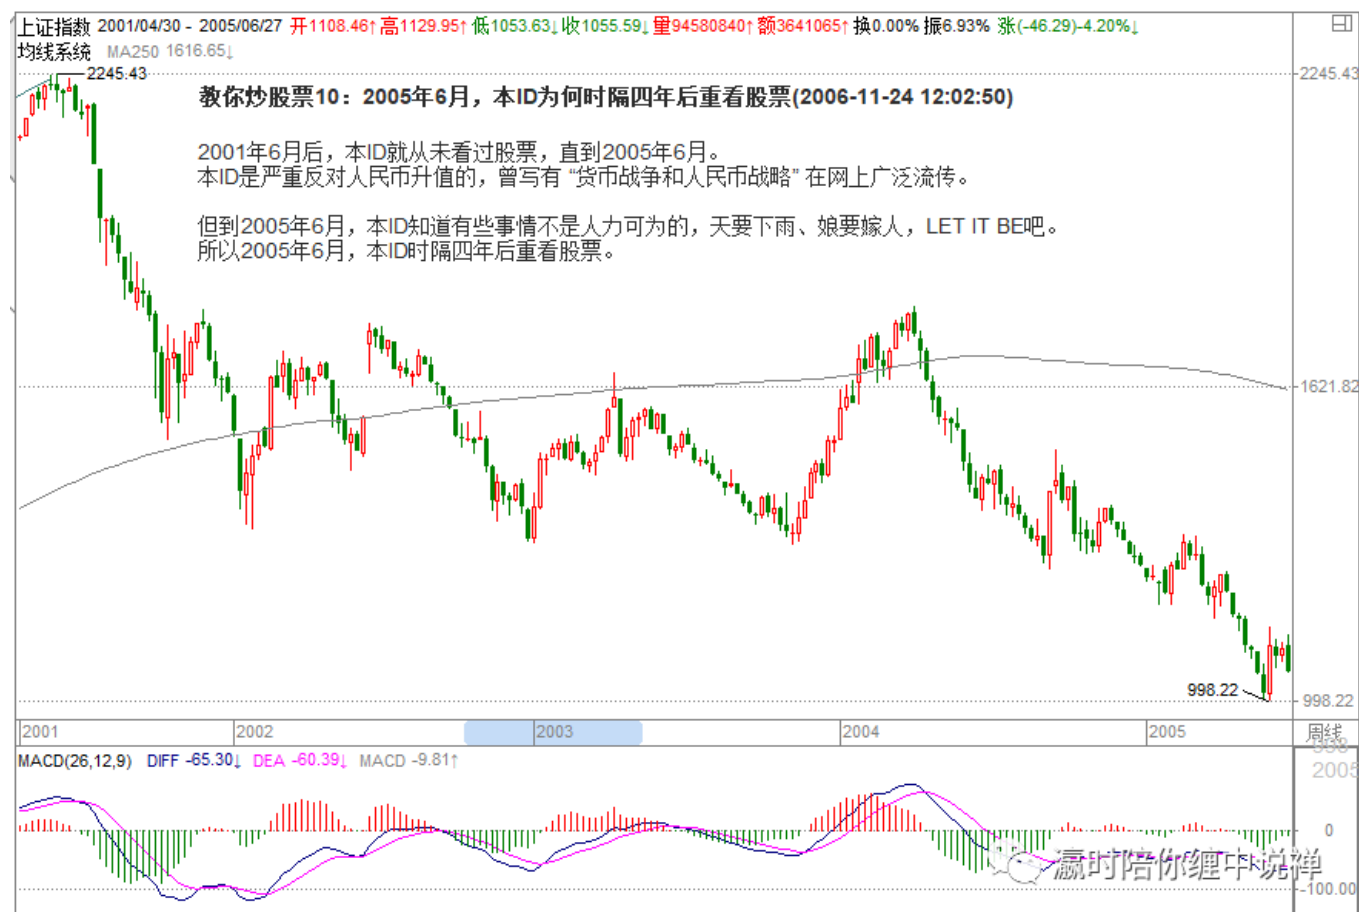 上证指数 2001/04/30 - 2005/06/27 开1108.46↑ 高1129.95↑ 低1053.63↓ 收1055.59↓ 量94580840↑ 额3641065↑ 换0.00% 振6.93% 涨(-46.29)-4.20%↓
均线系统 MA250 1616.65↓
2245.43
2245.43
教你炒股票10：2005年6月，本ID为何时隔四年后重看股票(2006-11-24 12:02:50)
2001年6月后，本ID就从未看过股票，直到2005年6月。
本ID是严重反对人民币升值的，曾写有 “货币战争和人民币战略” 在网上广泛流传。
但到2005年6月，本ID知道有些事情不是人力可为的，天要下雨、娘要嫁人，LET IT BE吧。
所以2005年6月，本ID时隔四年后重看股票。
1621.82
998.22
998.22
2001 2002 2003 2004 2005 周线
MACD(26,12,9) DIFF -65.30↓ DEA -60.39↓ MACD -9.81↑
2005
0
瀛时陪你缠中说禅
-100.00